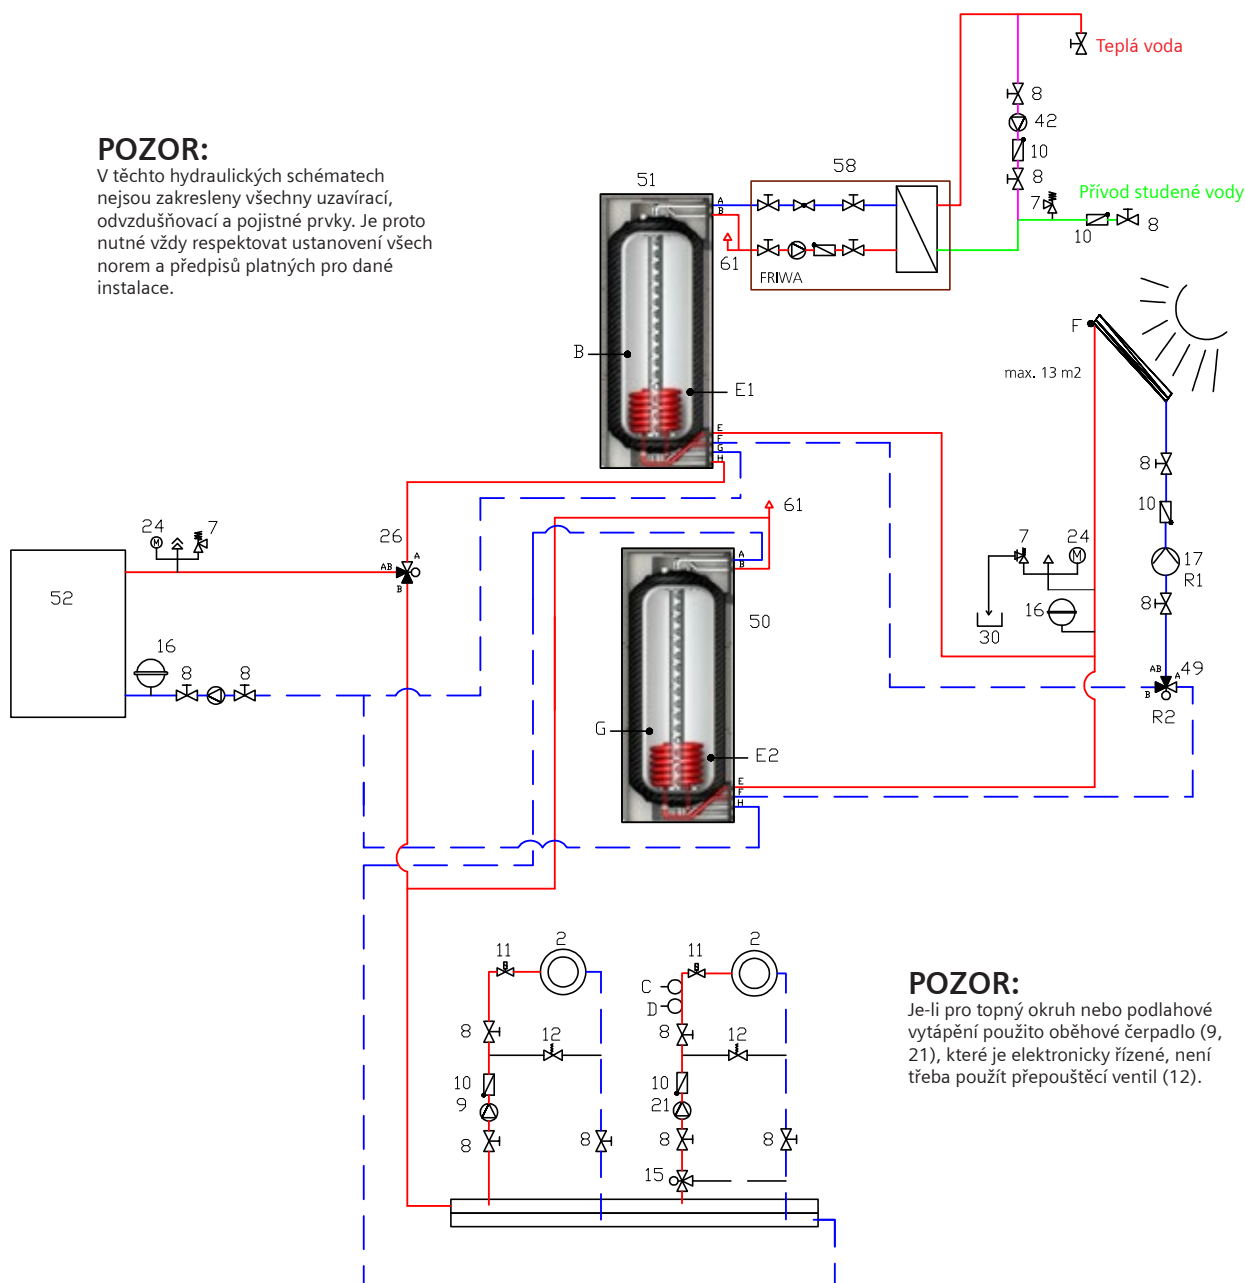 Teplá voda
8
42
10
8
7
Přívod studené vody
10
8
POZOR:
V těchto hydraulických schématech
nejsou zakresleny všechny uzavírací,
odvzdušňovací a pojistné prvky. Je proto
nutné vždy respektovat ustanovení všech
norem a předpisů platných pro dané
instalace.
51
58
A
B
61
FRIWA
B
E1
E
F
G
H
F
max. 13 m2
8
10
17
R1
8
7
24
M
16
30
AB
A
49
B
R2
24
M
7
26
A
AB
B
52
16
8
8
61
A
B
50
G
E2
E
F
H
11
2
8
12
10
9
8
8
11
2
C
D
8
12
10
21
8
8
15
POZOR:
Je-li pro topný okruh nebo podlahové
vytápění použito oběhové čerpadlo (9,
21), které je elektronicky řízené, není
třeba použít přepouštěcí ventil (12).